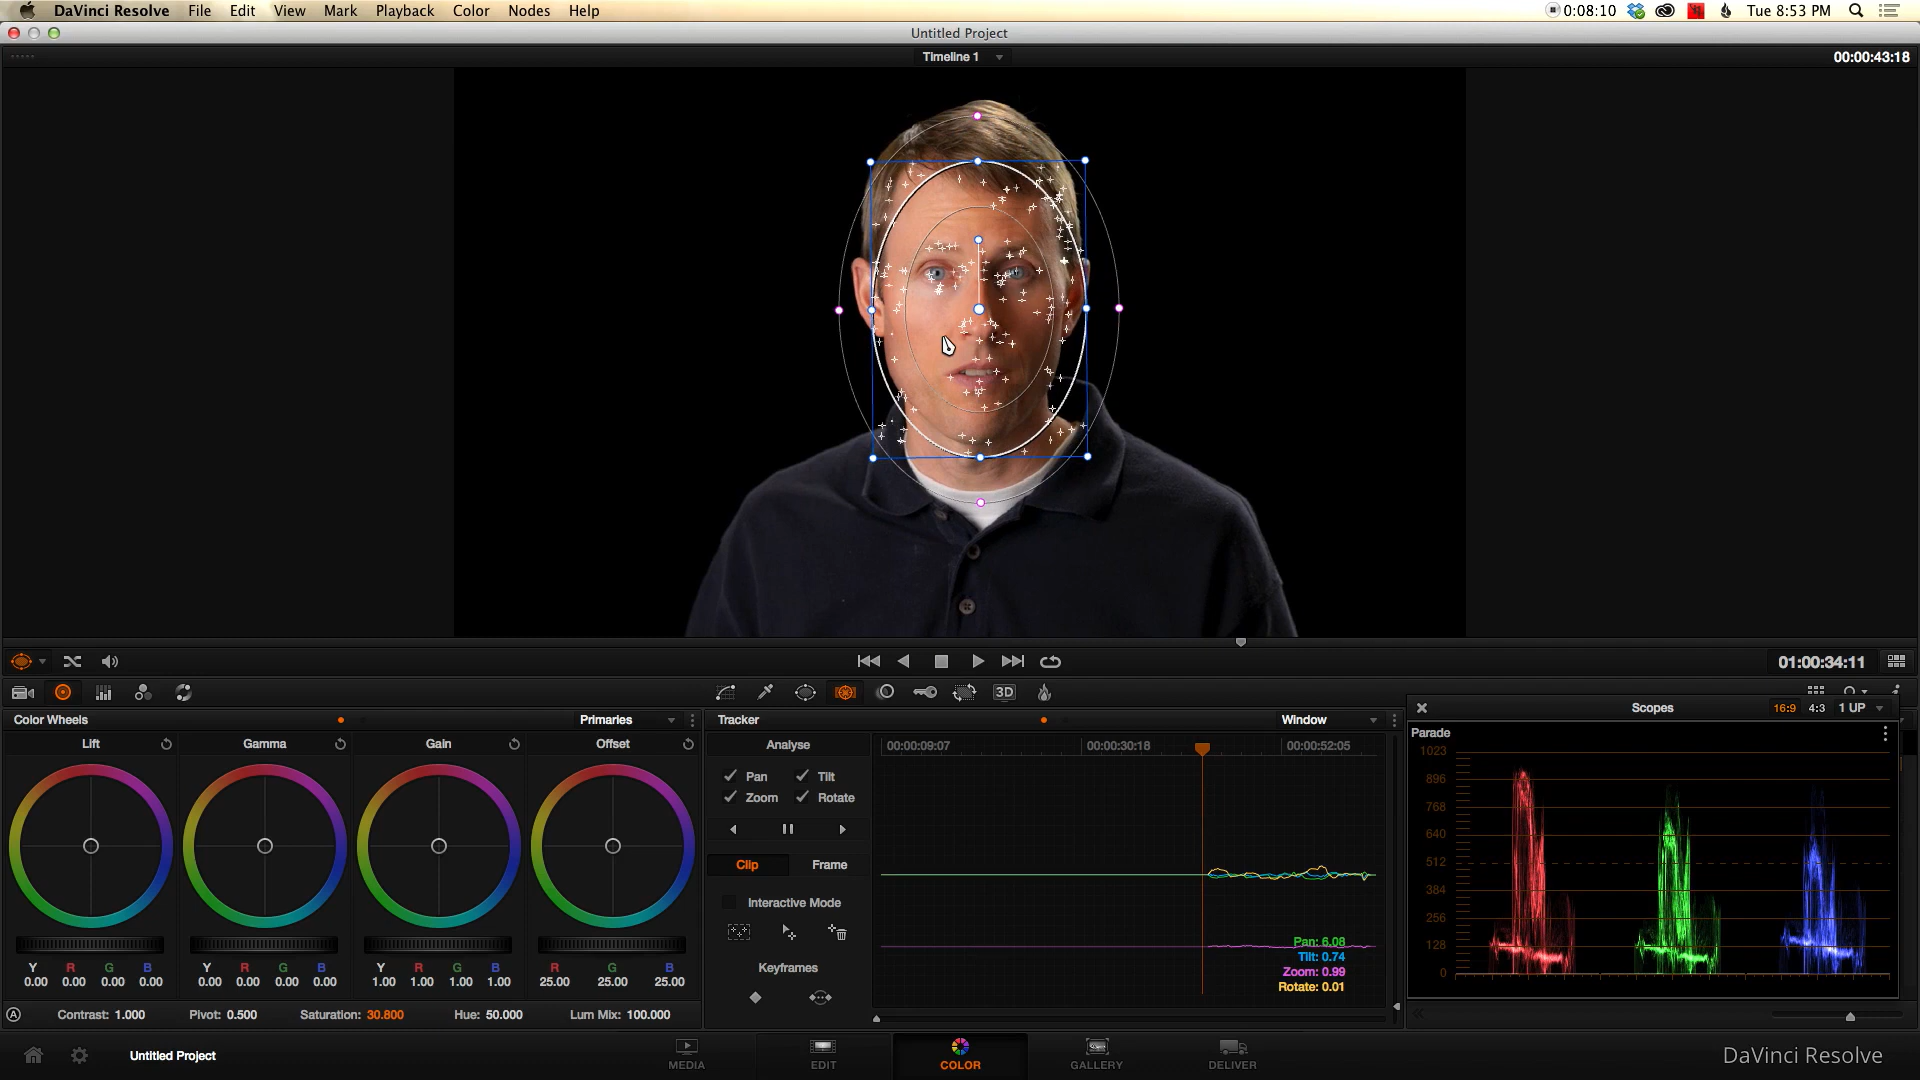 DaVinci Resolve File Edit View Mark Playback Color Nodes Help 0:08:10 Tue 8:53 PM
Untitled Project
Timeline 1 00:00:43:18
01:00:34:11
3D
Color Wheels Primaries
Tracker Window
Scopes 16:9 4:3 1 UP
Lift Gamma Gain Offset
Analyse
00:00:09:07 00:00:30:18 00:00:52:05
Parade
1023
896
768
640
512
384
256
128
0
Pan Tilt
Zoom Rotate
Clip Frame
Interactive Mode
Keyframes
Pan: 6.08
Tilt: 0.74
Zoom: 0.99
Rotate: 0.01
Y R G B Y R G B Y R G B R G B
0.00 0.00 0.00 0.00 0.00 0.00 0.00 0.00 1.00 1.00 1.00 1.00 25.00 25.00 25.00
A Contrast: 1.000 Pivot: 0.500 Saturation: 30.800 Hue: 50.000 Lum Mix: 100.000
Untitled Project
MEDIA EDIT COLOR GALLERY DELIVER
DaVinci Resolve